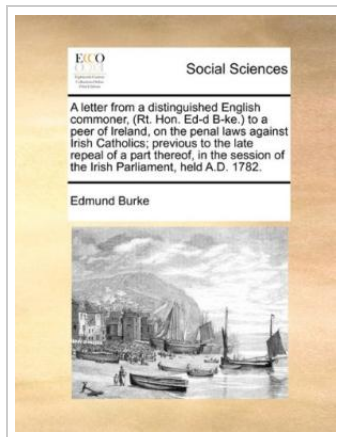 ECCO
Social Sciences
A letter from a distinguished English
commoner, (Rt. Hon. Ed-d B-ke.) to a
peer of Ireland, on the penal laws against
Irish Catholics; previous to the late
repeal of a part thereof, in the session of
the Irish Parliament, held A.D. 1782.
Edmund Burke